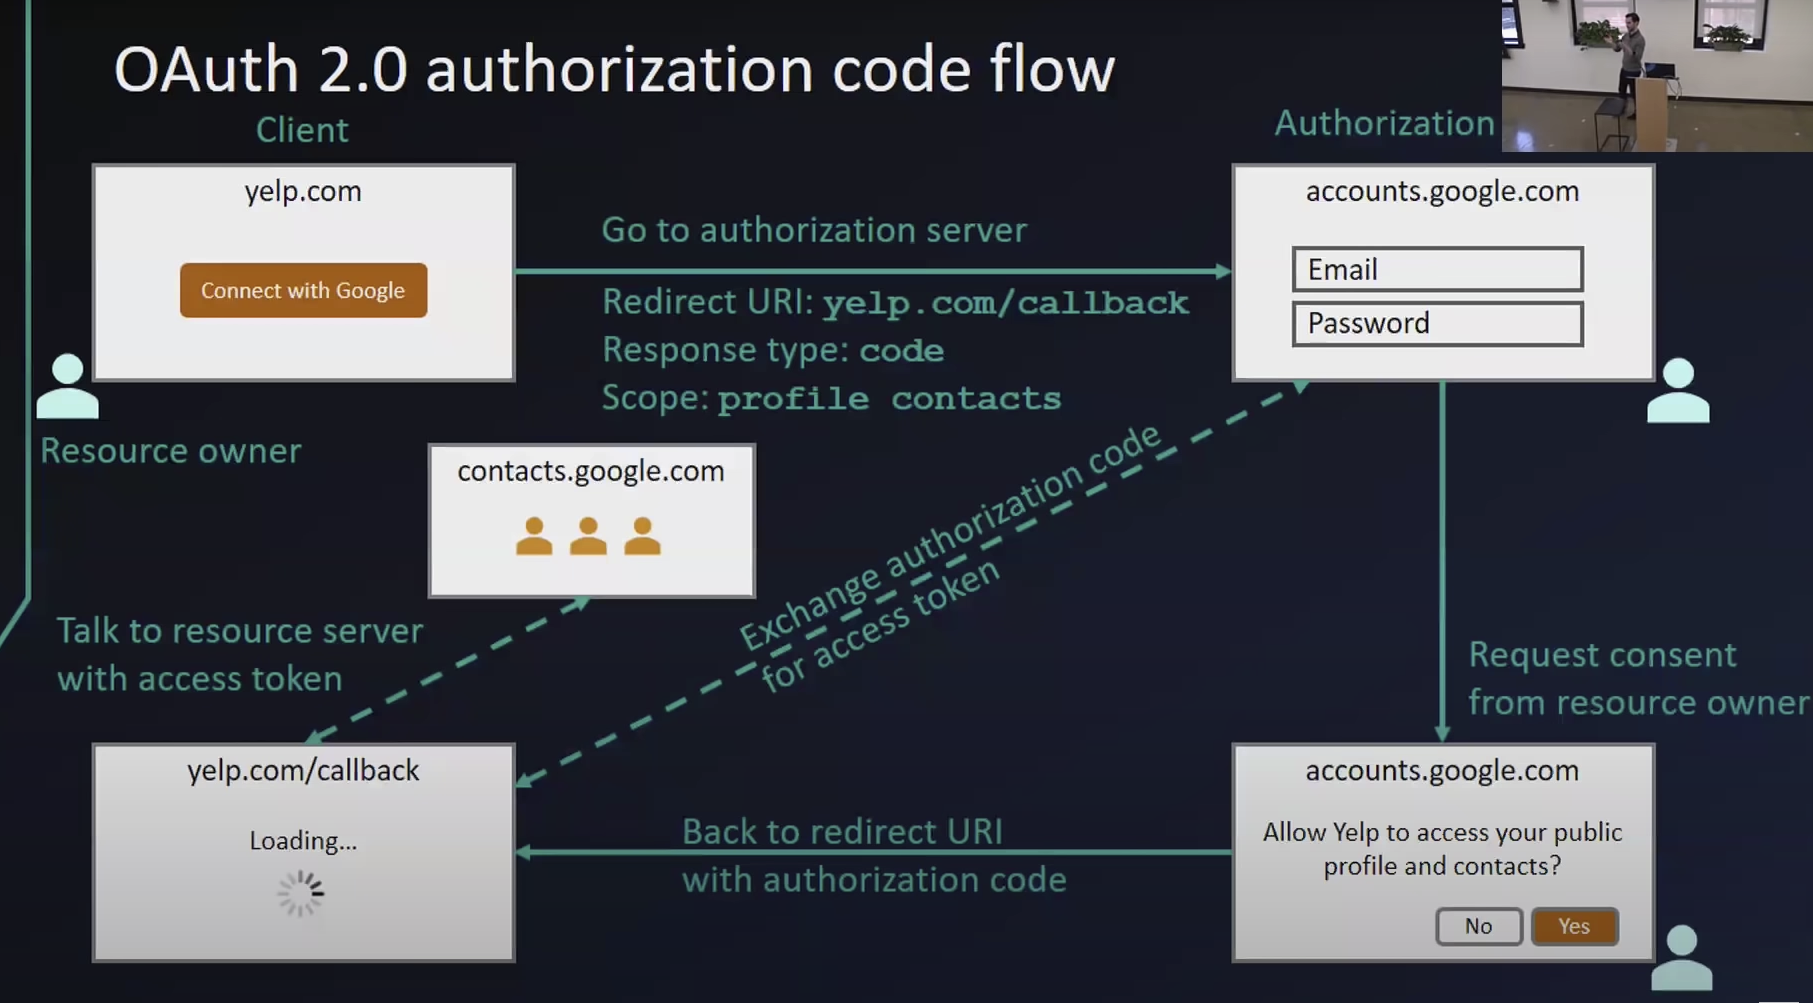 OAuth 2.0 authorization code flow
Client
Authorization
yelp.com
Connect with Google
Go to authorization server
Redirect URI: yelp.com/callback
Response type: code
Scope: profile contacts
accounts.google.com
Email
Password
Resource owner
contacts.google.com
Exchange authorization code
for access token
Talk to resource server
with access token
Request consent
from resource owner
yelp.com/callback
Loading...
Back to redirect URI
with authorization code
accounts.google.com
Allow Yelp to access your public
profile and contacts?
No
Yes